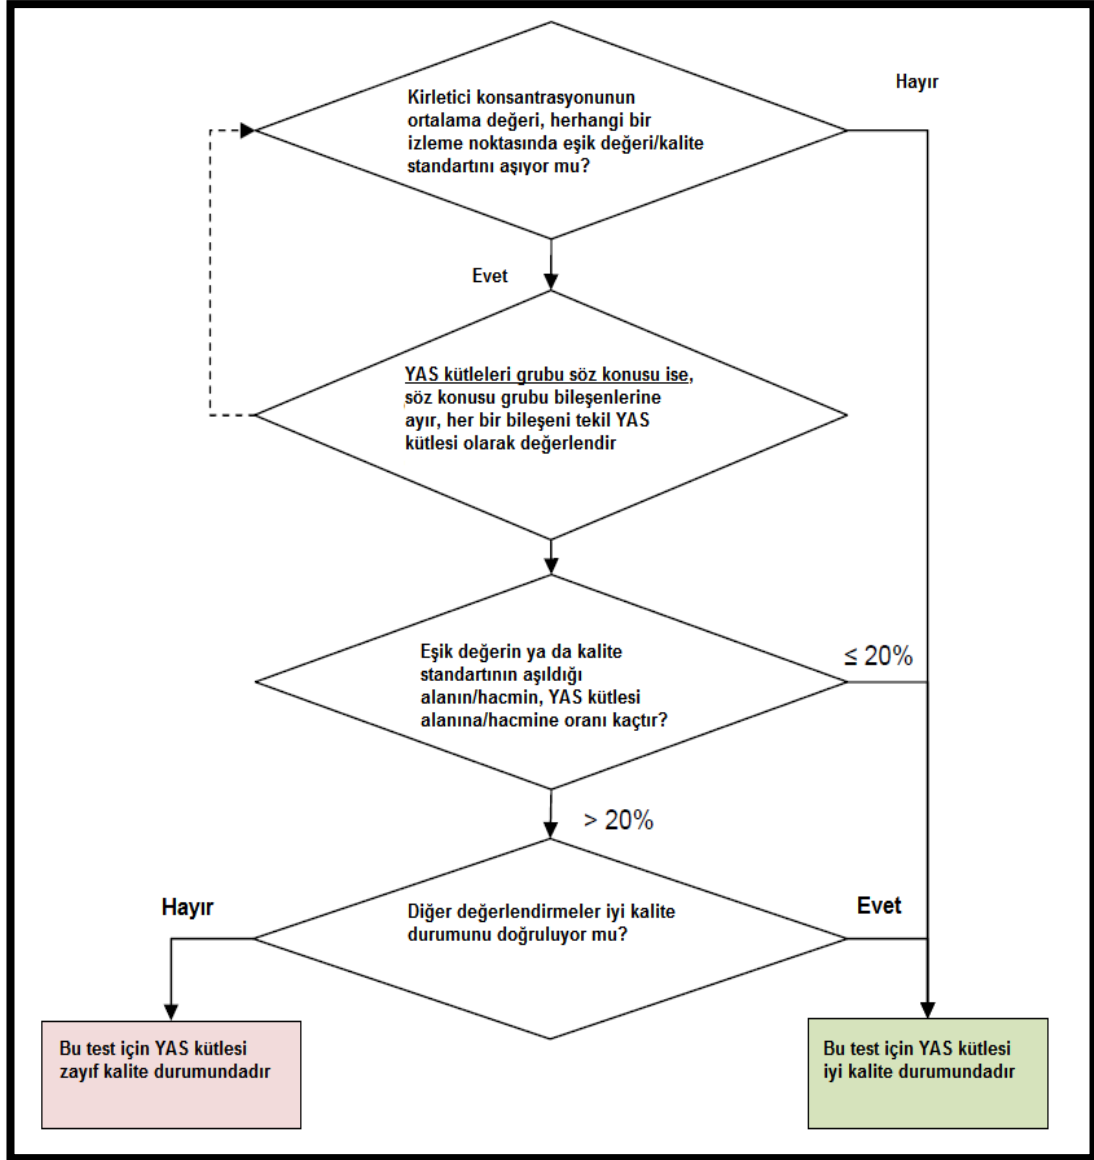 Kirletici konsantrasyonunun
ortalama değeri, herhangi bir
izleme noktasında eşik değeri/kalite
standartını aşıyor mu?
Hayır
Evet
YAS kütleleri grubu söz konusu ise,
söz konusu grubu bileşenlerine
ayır, her bir bileşeni tekil YAS
kütlesi olarak değerlendir
Eşik değerin ya da kalite
standartının aşıldığı
alanın/hacmin, YAS kütlesi
alanına/hacmine oranı kaçtır?
≤ 20%
> 20%
Hayır
Diğer değerlendirmeler iyi kalite
durumunu doğruluyor mu?
Evet
Bu test için YAS kütlesi
zayıf kalite durumundadır
Bu test için YAS kütlesi
iyi kalite durumundadır